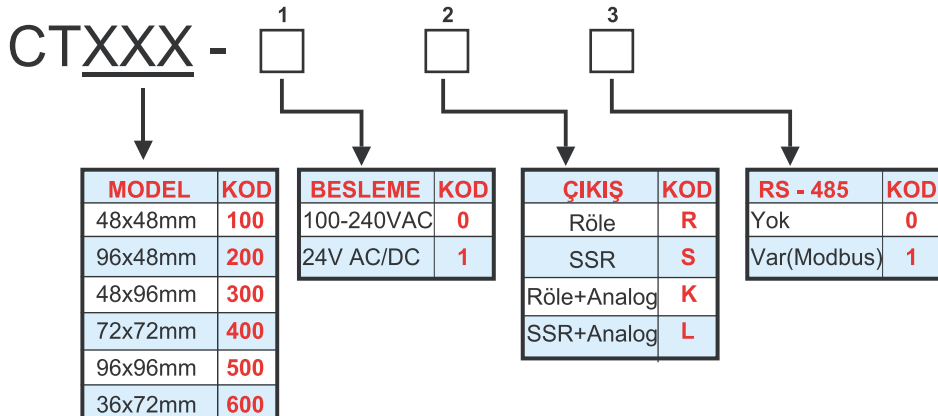 1 2 3
CTXXX -
MODEL KOD
48x48mm 100
96x48mm 200
48x96mm 300
72x72mm 400
96x96mm 500
36x72mm 600
BESLEME KOD
100-240VAC 0
24V AC/DC 1
ÇIKIŞ KOD
Röle R
SSR S
Röle+Analog K
SSR+Analog L
RS - 485 KOD
Yok 0
Var(Modbus) 1